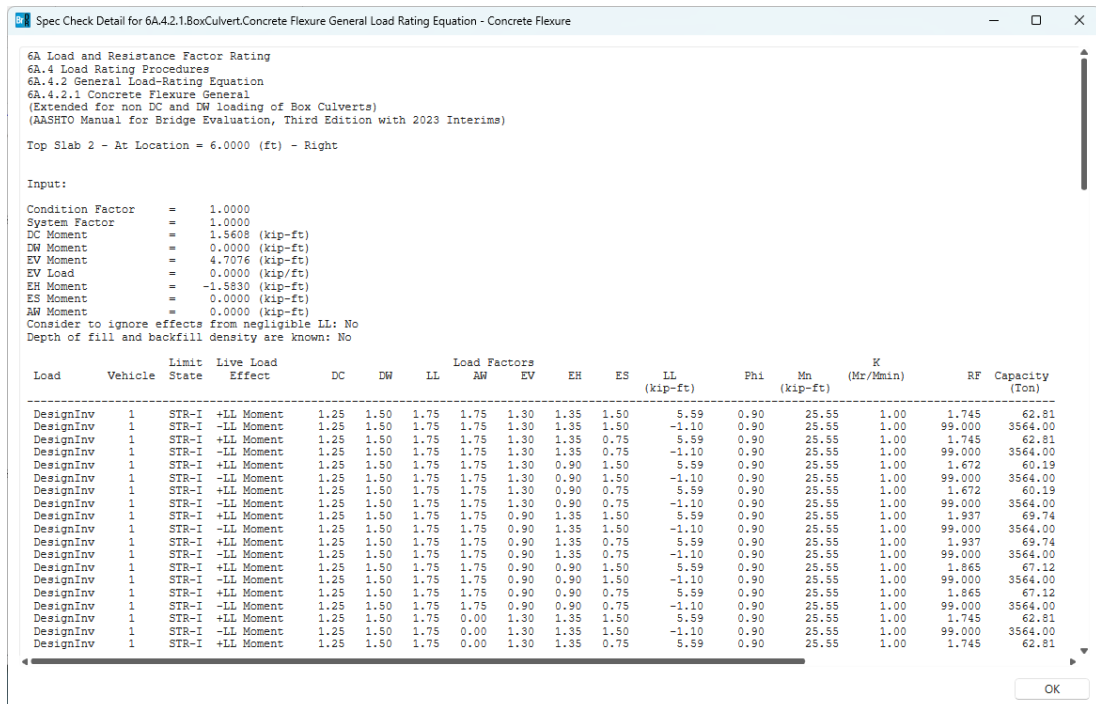 Br Spec Check Detail for 6A.4.2.1.BoxCulvert.Concrete Flexure General Load Rating Equation - Concrete Flexure
6A Load and Resistance Factor Rating
6A.4 Load Rating Procedures
6A.4.2 General Load-Rating Equation
6A.4.2.1 Concrete Flexure General
(Extended for non DC and DW loading of Box Culverts)
(AASHTO Manual for Bridge Evaluation, Third Edition with 2023 Interims)
Top Slab 2 - At Location = 6.0000 (ft) - Right
Input:
Condition Factor = 1.0000
System Factor = 1.0000
DC Moment = 1.5608 (kip-ft)
DW Moment = 0.0000 (kip-ft)
EV Moment = 4.7076 (kip-ft)
EV Load = 0.0000 (kip/ft)
EH Moment = -1.5830 (kip-ft)
ES Moment = 0.0000 (kip-ft)
AW Moment = 0.0000 (kip-ft)
Consider to ignore effects from negligible LL: No
Depth of fill and backfill density are known: No
Limit Live Load Load Factors K
Load Vehicle State Effect DC DW LL AW EV EH ES LL Phi Mn (Mr/Mmin) RF Capacity
(kip-ft) (kip-ft) (Ton)
DesignInv 1 STR-I +LL Moment 1.25 1.50 1.75 1.75 1.30 1.35 1.50 5.59 0.90 25.55 1.00 1.745 62.81
DesignInv 1 STR-I -LL Moment 1.25 1.50 1.75 1.75 1.30 1.35 1.50 -1.10 0.90 25.55 1.00 99.000 3564.00
DesignInv 1 STR-I +LL Moment 1.25 1.50 1.75 1.75 1.30 1.35 0.75 5.59 0.90 25.55 1.00 1.745 62.81
DesignInv 1 STR-I -LL Moment 1.25 1.50 1.75 1.75 1.30 1.35 0.75 -1.10 0.90 25.55 1.00 99.000 3564.00
DesignInv 1 STR-I +LL Moment 1.25 1.50 1.75 1.75 1.30 0.90 1.50 5.59 0.90 25.55 1.00 1.672 60.19
DesignInv 1 STR-I -LL Moment 1.25 1.50 1.75 1.75 1.30 0.90 1.50 -1.10 0.90 25.55 1.00 99.000 3564.00
DesignInv 1 STR-I +LL Moment 1.25 1.50 1.75 1.75 1.30 0.90 0.75 5.59 0.90 25.55 1.00 1.672 60.19
DesignInv 1 STR-I -LL Moment 1.25 1.50 1.75 1.75 1.30 0.90 0.75 -1.10 0.90 25.55 1.00 99.000 3564.00
DesignInv 1 STR-I +LL Moment 1.25 1.50 1.75 1.75 0.90 1.35 1.50 5.59 0.90 25.55 1.00 1.937 69.74
DesignInv 1 STR-I -LL Moment 1.25 1.50 1.75 1.75 0.90 1.35 1.50 -1.10 0.90 25.55 1.00 99.000 3564.00
DesignInv 1 STR-I +LL Moment 1.25 1.50 1.75 1.75 0.90 1.35 0.75 5.59 0.90 25.55 1.00 1.937 69.74
DesignInv 1 STR-I -LL Moment 1.25 1.50 1.75 1.75 0.90 1.35 0.75 -1.10 0.90 25.55 1.00 99.000 3564.00
DesignInv 1 STR-I +LL Moment 1.25 1.50 1.75 1.75 0.90 0.90 1.50 5.59 0.90 25.55 1.00 1.865 67.12
DesignInv 1 STR-I -LL Moment 1.25 1.50 1.75 1.75 0.90 0.90 1.50 -1.10 0.90 25.55 1.00 99.000 3564.00
DesignInv 1 STR-I +LL Moment 1.25 1.50 1.75 1.75 0.90 0.90 0.75 5.59 0.90 25.55 1.00 1.865 67.12
DesignInv 1 STR-I -LL Moment 1.25 1.50 1.75 1.75 0.90 0.90 0.75 -1.10 0.90 25.55 1.00 99.000 3564.00
DesignInv 1 STR-I +LL Moment 1.25 1.50 1.75 0.00 1.30 1.35 1.50 5.59 0.90 25.55 1.00 1.745 62.81
DesignInv 1 STR-I -LL Moment 1.25 1.50 1.75 0.00 1.30 1.35 1.50 -1.10 0.90 25.55 1.00 99.000 3564.00
DesignInv 1 STR-I +LL Moment 1.25 1.50 1.75 0.00 1.30 1.35 0.75 5.59 0.90 25.55 1.00 1.745 62.81
OK